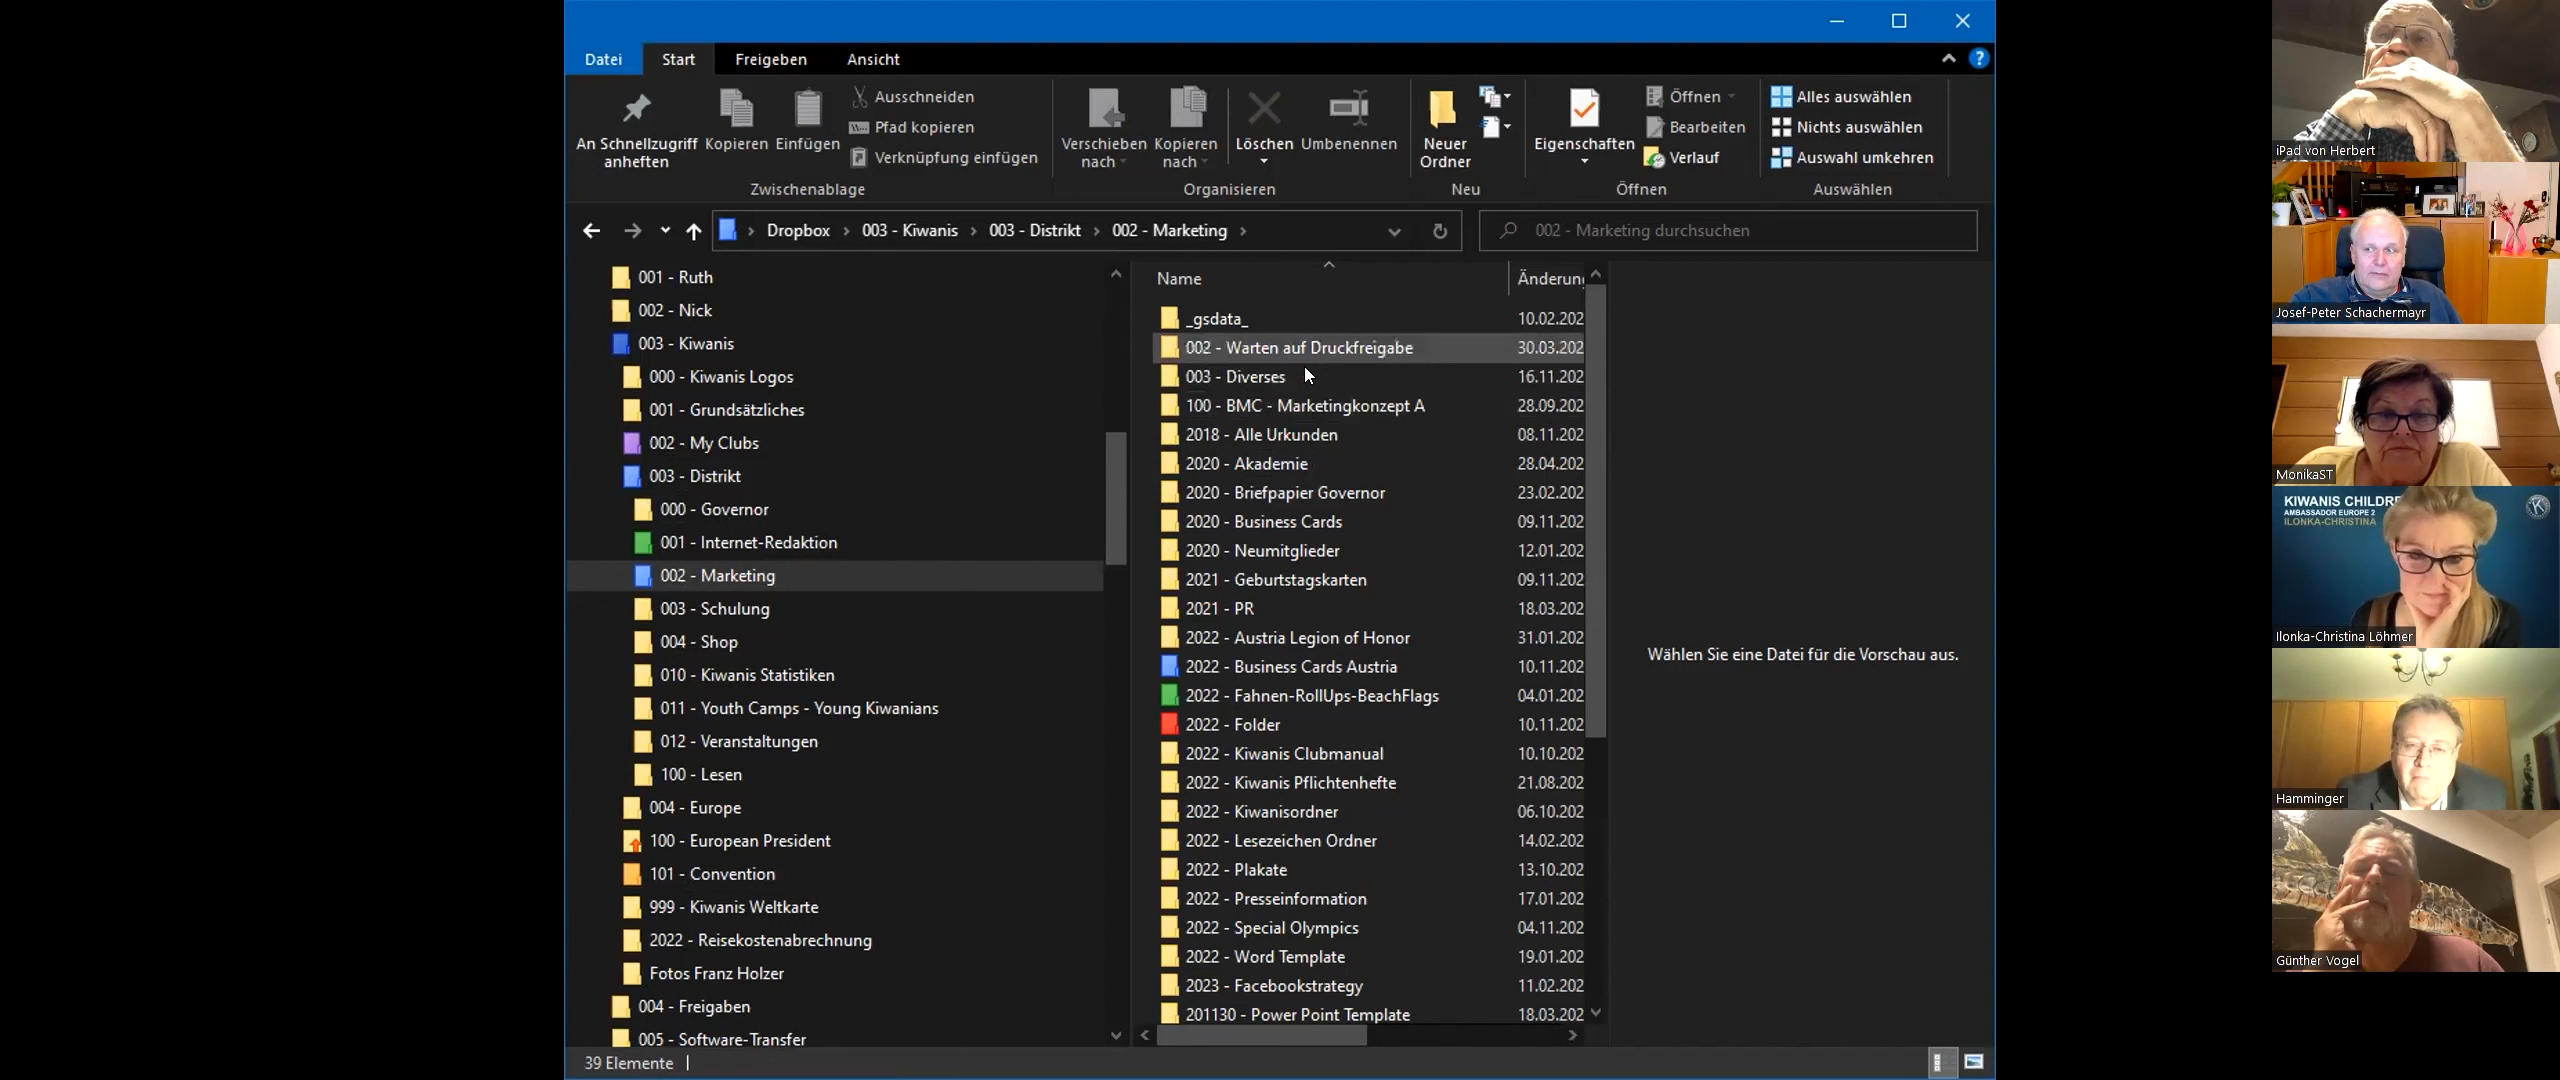 Datei
Start
Freigeben
Ansicht
An Schnellzugriff
anheften
Kopieren
Einfügen
Ausschneiden
Pfad kopieren
Verknüpfung einfügen
Zwischenablage
Verschieben
nach
Kopieren
nach
Löschen
Umbenennen
Organisieren
Neuer
Ordner
Neu
Eigenschaften
Öffnen
Bearbeiten
Verlauf
Öffnen
Alles auswählen
Nichts auswählen
Auswahl umkehren
Auswählen
Dropbox > 003 - Kiwanis > 003 - Distrikt > 002 - Marketing >
002 - Marketing durchsuchen
001 - Ruth
002 - Nick
003 - Kiwanis
000 - Kiwanis Logos
001 - Grundsätzliches
002 - My Clubs
003 - Distrikt
000 - Governor
001 - Internet-Redaktion
002 - Marketing
003 - Schulung
004 - Shop
010 - Kiwanis Statistiken
011 - Youth Camps - Young Kiwanians
012 - Veranstaltungen
100 - Lesen
004 - Europe
100 - European President
101 - Convention
999 - Kiwanis Weltkarte
2022 - Reisekostenabrechnung
Fotos Franz Holzer
004 - Freigaben
005 - Software-Transfer
39 Elemente
Name Änderun
_gsdata_ 10.02.202
002 - Warten auf Druckfreigabe 30.03.202
003 - Diverses 16.11.202
100 - BMC - Marketingkonzept A 28.09.202
2018 - Alle Urkunden 08.11.202
2020 - Akademie 28.04.202
2020 - Briefpapier Governor 23.02.202
2020 - Business Cards 09.11.202
2020 - Neumitglieder 12.01.202
2021 - Geburtstagskarten 09.11.202
2021 - PR 18.03.202
2022 - Austria Legion of Honor 31.01.202
2022 - Business Cards Austria 10.11.202
2022 - Fahnen-RollUps-BeachFlags 04.01.202
2022 - Folder 10.11.202
2022 - Kiwanis Clubmanual 10.10.202
2022 - Kiwanis Pflichtenhefte 21.08.202
2022 - Kiwanisordner 06.10.202
2022 - Lesezeichen Ordner 14.02.202
2022 - Plakate 13.10.202
2022 - Presseinformation 17.01.202
2022 - Special Olympics 04.11.202
2022 - Word Template 19.01.202
2023 - Facebookstrategy 11.02.202
201130 - Power Point Template 18.03.202
Wählen Sie eine Datei für die Vorschau aus.
iPad von Herbert
Josef-Peter Schachermayr
MonikaST
KIWANIS CHILDRE
AMBASSADOR EUROPE 2
ILONKA-CHRISTINA
K
Ilonka-Christina Löhmer
Hamminger
Günther Vogel